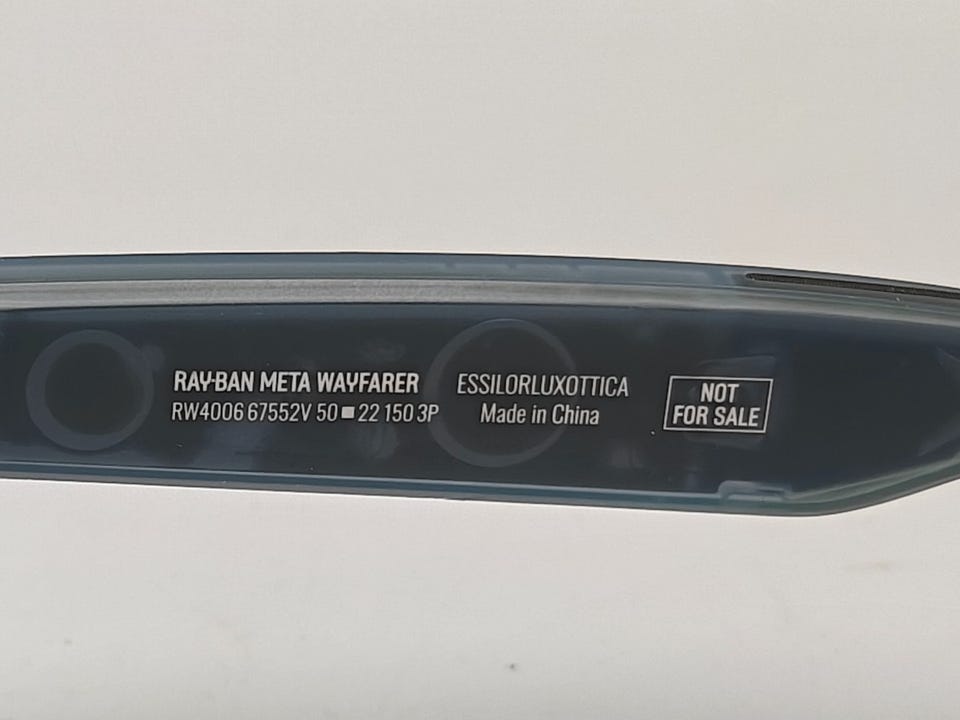 RAY-BAN META WAYFARER
RW4006 67552V 50■22 150 3P
ESSILORLUXOTTICA
Made in China
NOT
FOR SALE